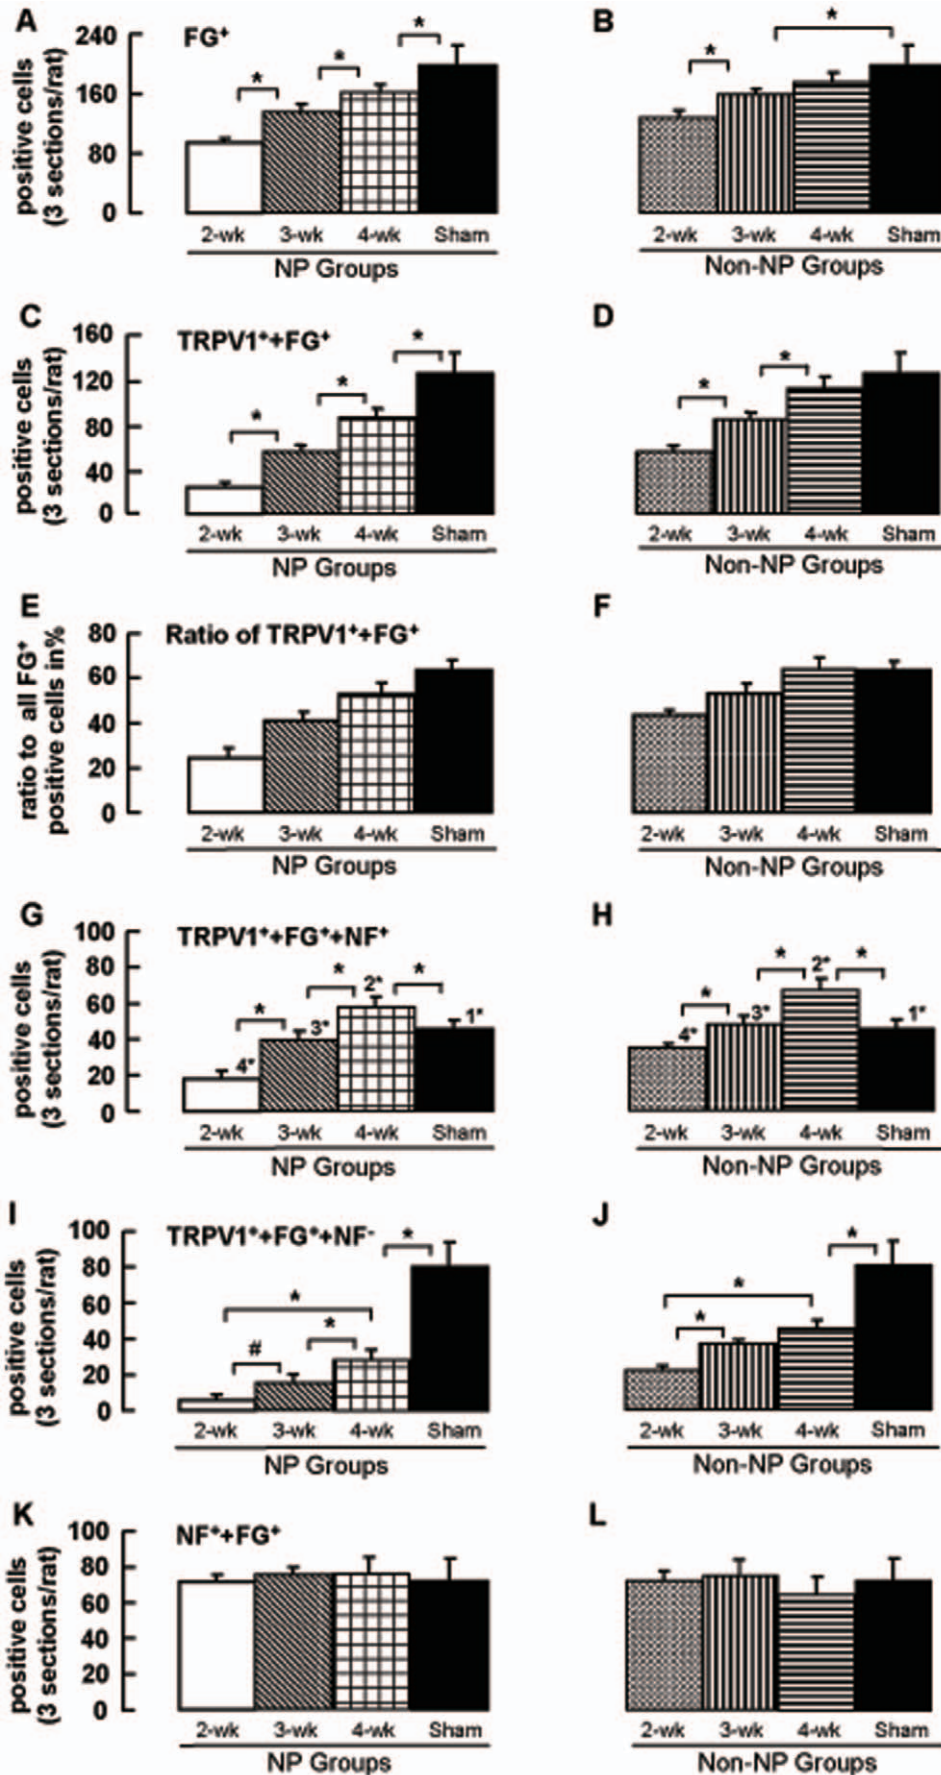 A
B
positive cells
(3 sections/rat)
240
160
80
0
FG⁺
*
*
*
*
*
2-wk 3-wk 4-wk Sham
NP Groups
2-wk 3-wk 4-wk Sham
Non-NP Groups
C
D
positive cells
(3 sections/rat)
160
120
80
40
0
TRPV1⁺+FG⁺
*
*
*
*
*
2-wk 3-wk 4-wk Sham
NP Groups
2-wk 3-wk 4-wk Sham
Non-NP Groups
E
F
ratio to all FG⁺
positive cells in%
80
60
40
20
0
Ratio of TRPV1⁺+FG⁺
2-wk 3-wk 4-wk Sham
NP Groups
2-wk 3-wk 4-wk Sham
Non-NP Groups
G
H
positive cells
(3 sections/rat)
100
80
60
40
20
0
TRPV1⁺+FG⁺+NF⁺
*
*
*
4* 3* 2* 1*
*
*
*
4* 3* 2* 1*
2-wk 3-wk 4-wk Sham
NP Groups
2-wk 3-wk 4-wk Sham
Non-NP Groups
I
J
positive cells
(3 sections/rat)
100
80
60
40
20
0
TRPV1⁺+FG⁺+NF⁻
#
*
*
*
*
*
*
2-wk 3-wk 4-wk Sham
NP Groups
2-wk 3-wk 4-wk Sham
Non-NP Groups
K
L
positive cells
(3 sections/rat)
100
80
60
40
20
0
NF⁺+FG⁺
2-wk 3-wk 4-wk Sham
NP Groups
2-wk 3-wk 4-wk Sham
Non-NP Groups